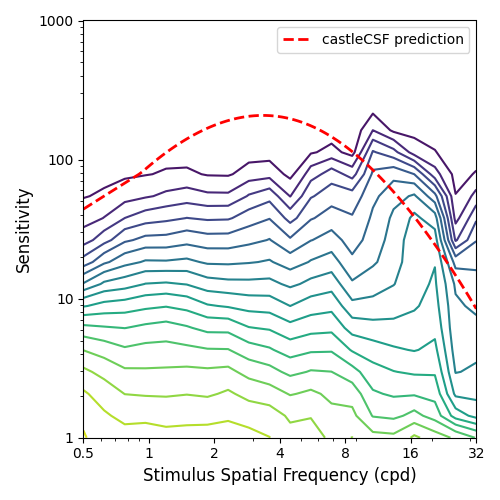 1000
castleCSF prediction
100
Sensitivity
10
1
0.5 1 2 4 8 16 32
Stimulus Spatial Frequency (cpd)